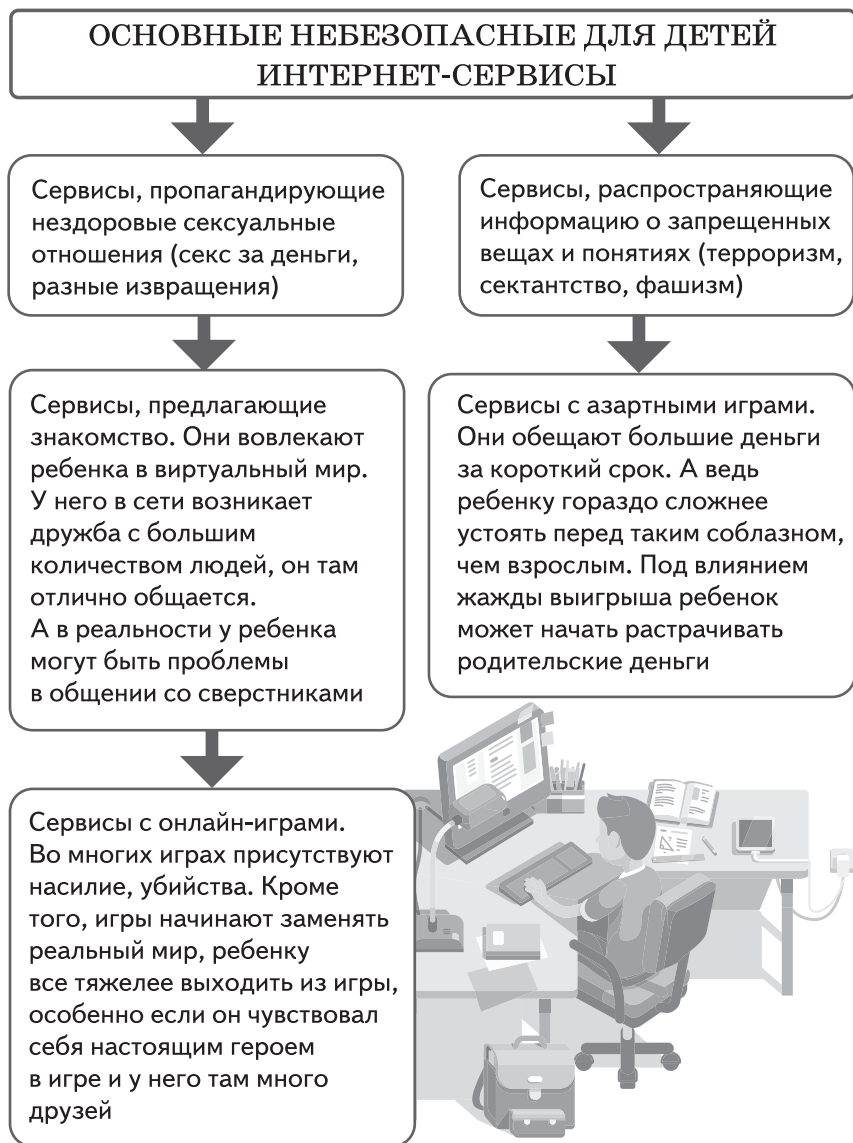 ОСНОВНЫЕ НЕБЕЗОПАСНЫЕ ДЛЯ ДЕТЕЙ
ИНТЕРНЕТ-СЕРВИСЫ
Сервисы, пропагандирующие
нездоровые сексуальные
отношения (секс за деньги,
разные извращения)
Сервисы, распространяющие
информацию о запрещенных
вещах и понятиях (терроризм,
сектантство, фашизм)
Сервисы, предлагающие
знакомство. Они вовлекают
ребенка в виртуальный мир.
У него в сети возникает
дружба с большим
количеством людей, он там
отлично общается.
А в реальности у ребенка
могут быть проблемы
в общении со сверстниками
Сервисы с азартными играми.
Они обещают большие деньги
за короткий срок. А ведь
ребенку гораздо сложнее
устоять перед таким соблазном,
чем взрослым. Под влиянием
жажды выигрыша ребенок
может начать растрачивать
родительские деньги
Сервисы с онлайн-играми.
Во многих играх присутствуют
насилие, убийства. Кроме
того, игры начинают заменять
реальный мир, ребенку
все тяжелее выходить из игры,
особенно если он чувствовал
себя настоящим героем
в игре и у него там много
друзей